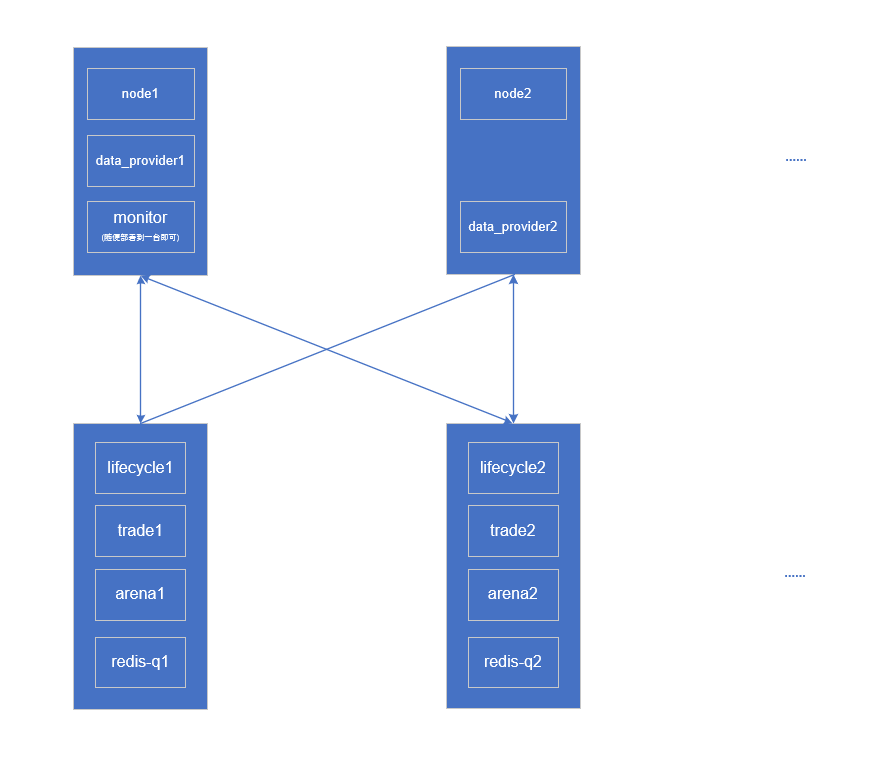 node1
data_provider1
monitor
(随便部署到一台即可)
node2
data_provider2
......
lifecycle1
trade1
arena1
redis-q1
lifecycle2
trade2
arena2
redis-q2
......